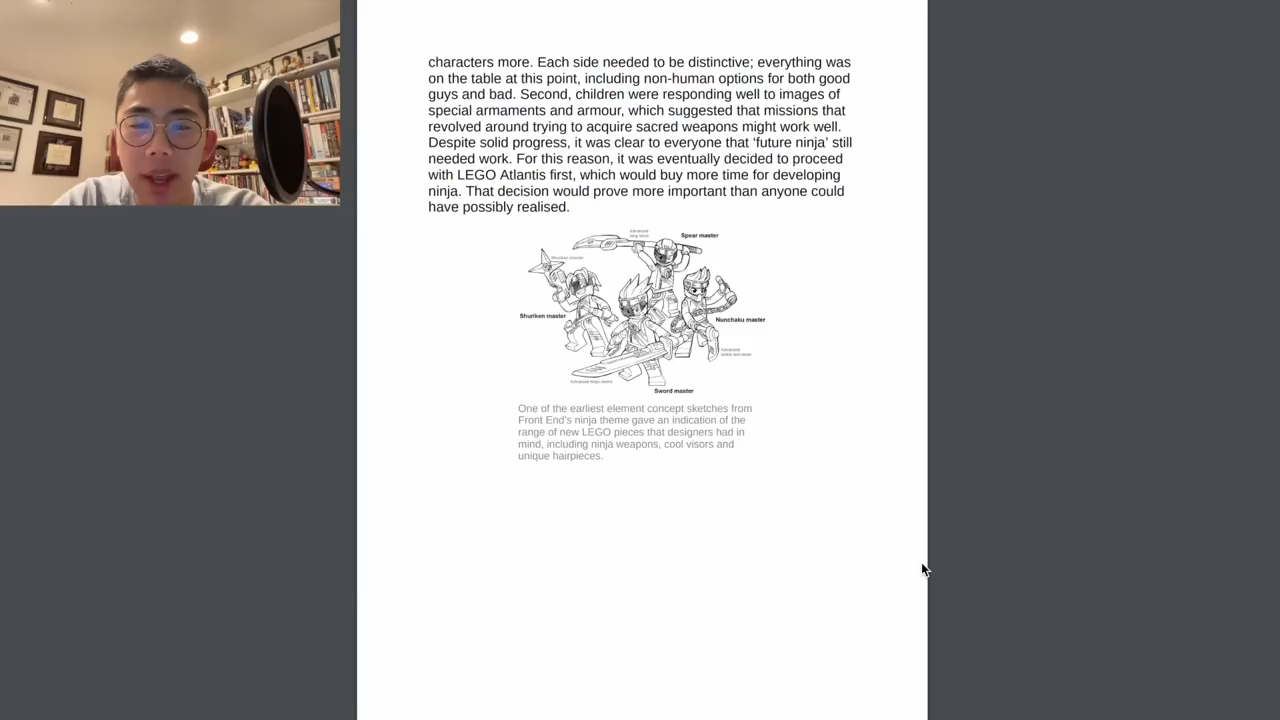 characters more. Each side needed to be distinctive; everything was
on the table at this point, including non-human options for both good
guys and bad. Second, children were responding well to images of
special armaments and armour, which suggested that missions that
revolved around trying to acquire sacred weapons might work well.
Despite solid progress, it was clear to everyone that ‘future ninja’ still
needed work. For this reason, it was eventually decided to proceed
with LEGO Atlantis first, which would buy more time for developing
ninja. That decision would prove more important than anyone could
have possibly realised.
Advanced
Spear master
Shuriken shooter
Shuriken master
Nunchaku master
Advanced
Advanced Ninja sword
Sword master
One of the earliest element concept sketches from
Front End’s ninja theme gave an indication of the
range of new LEGO pieces that designers had in
mind, including ninja weapons, cool visors and
unique hairpieces.